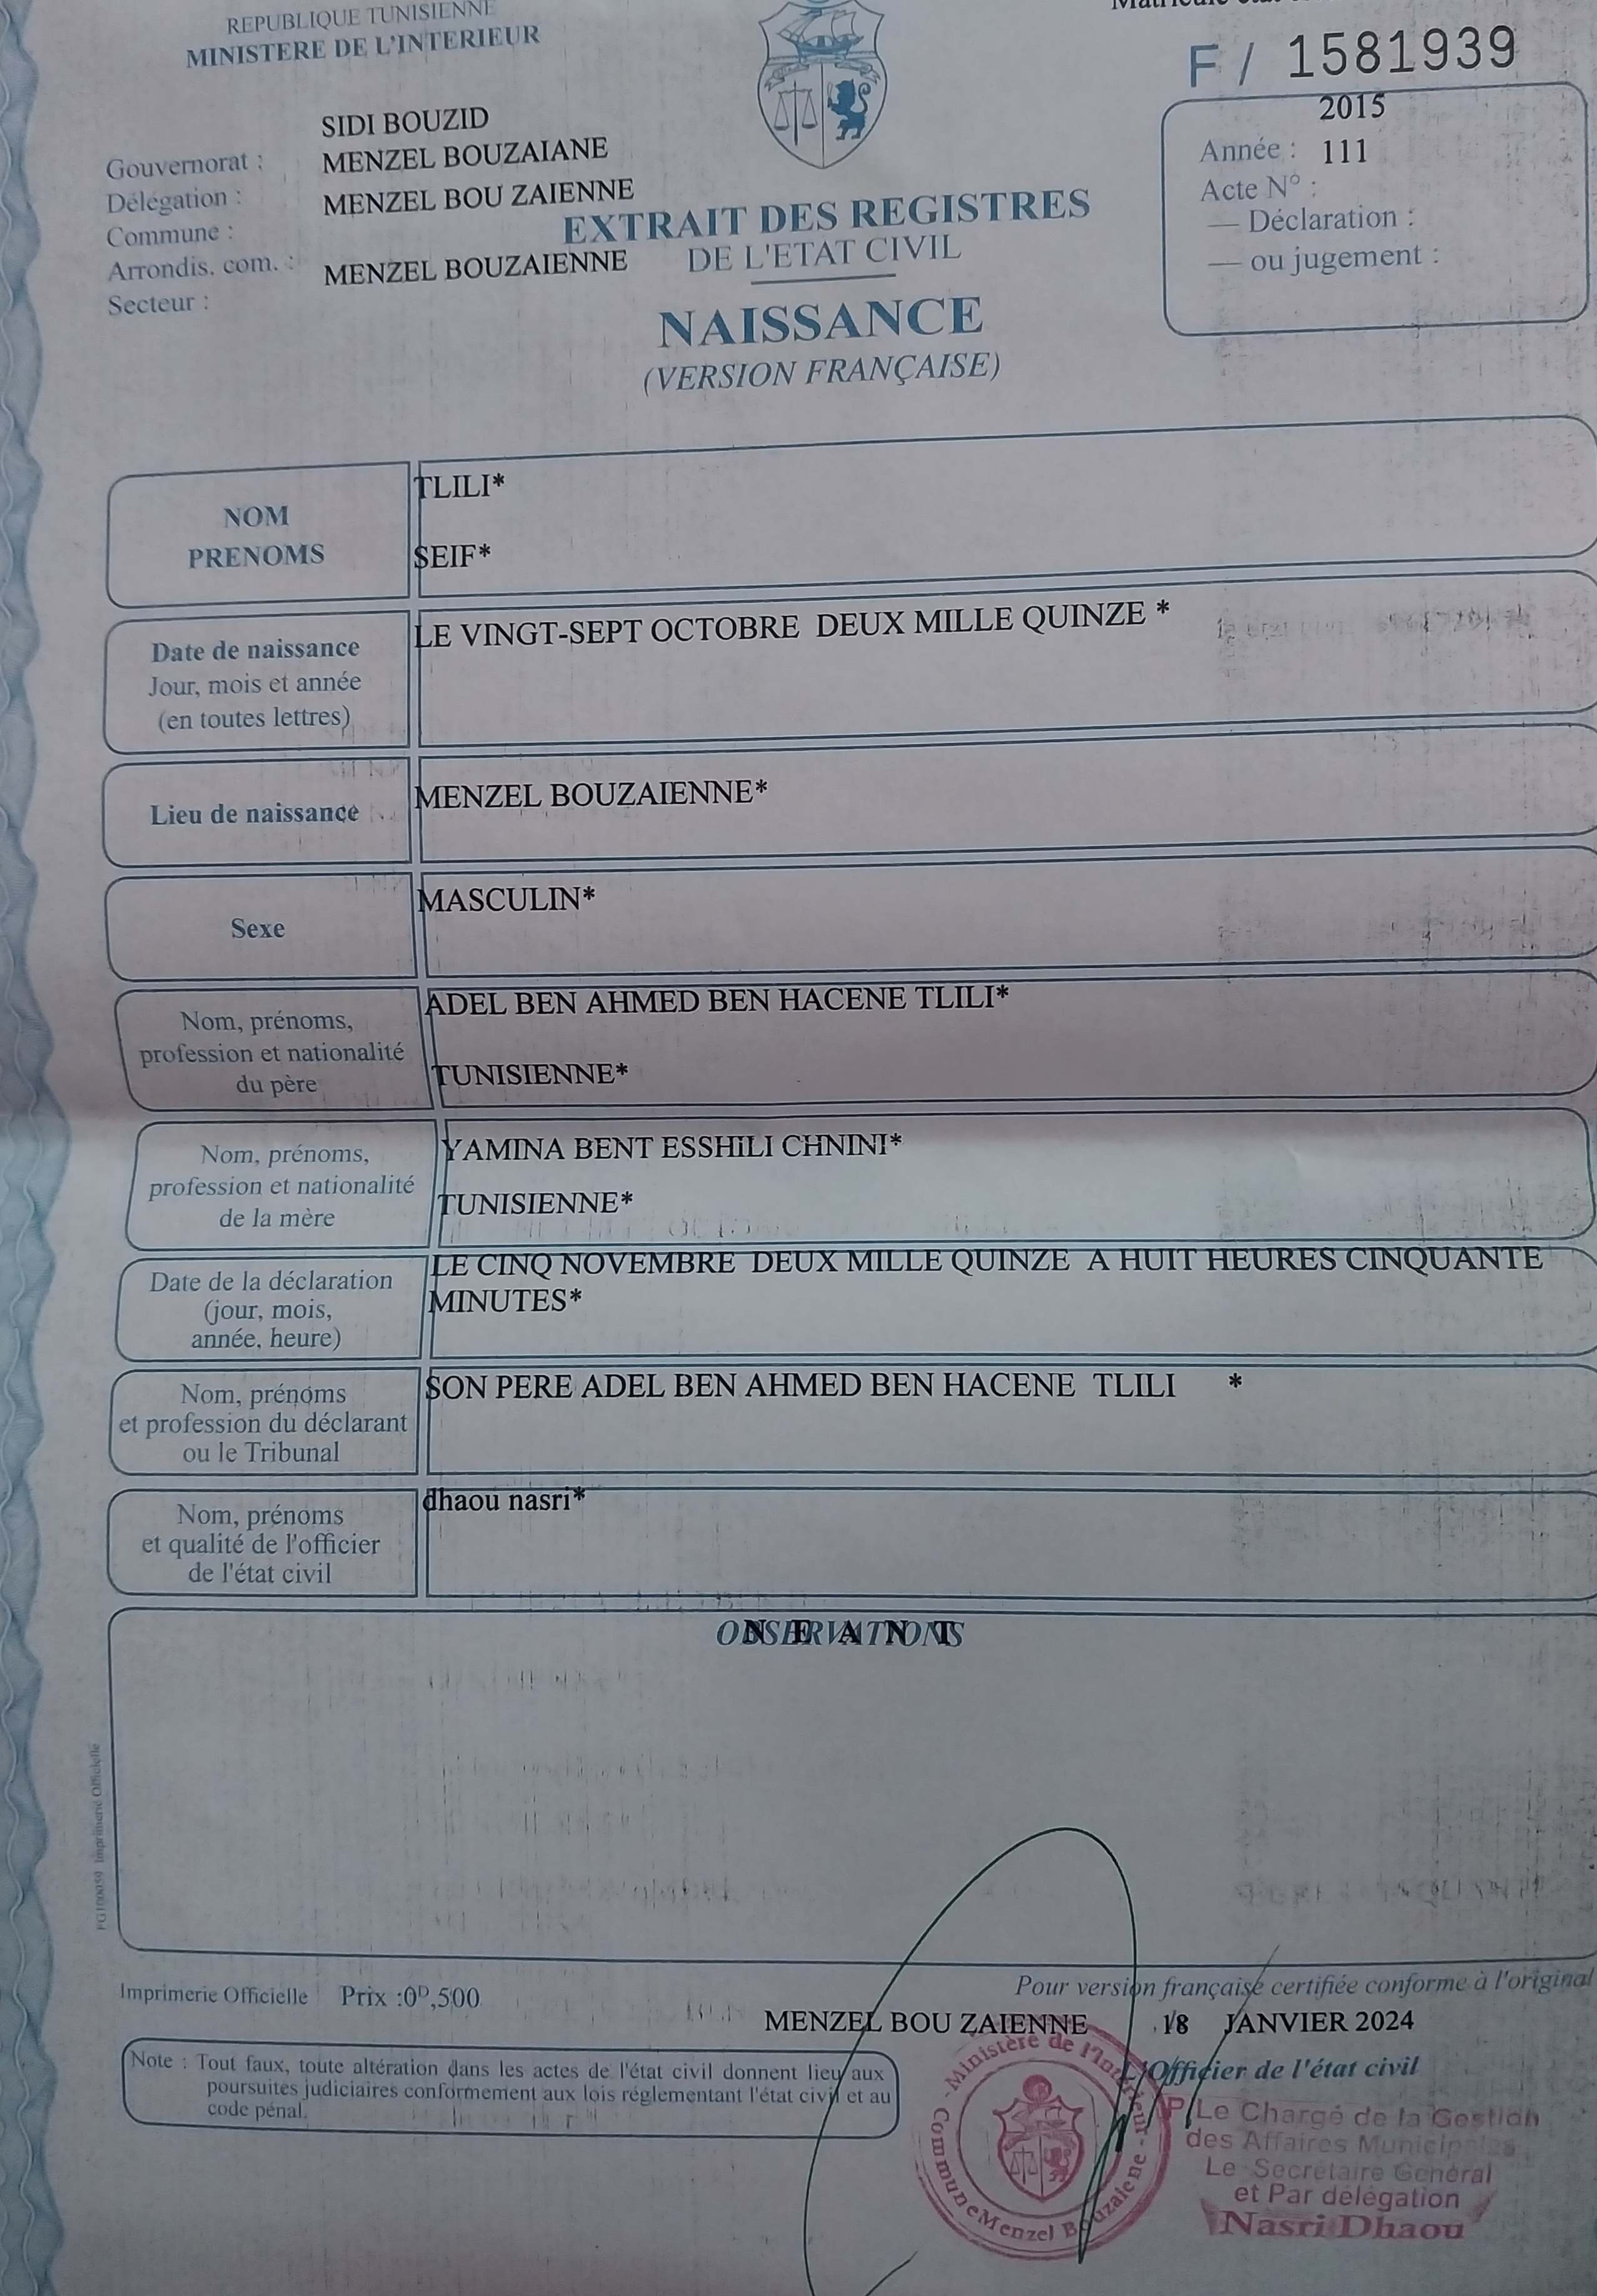 REPUBLIQUE TUNISIENNE
MINISTERE DE L'INTERIEUR
F / 1581939
SIDI BOUZID
Gouvernorat : MENZEL BOUZAIANE
Délégation : MENZEL BOU ZAIENNE
Commune :
Arrondis. com. : MENZEL BOUZAIENNE
Secteur :
2015
Année : 111
Acte N° :
— Déclaration :
— ou jugement :
EXTRAIT DES REGISTRES
DE L'ETAT CIVIL
NAISSANCE
(VERSION FRANÇAISE)
NOM
PRENOMS
TLILI*
SEIF*
Date de naissance
Jour, mois et année
(en toutes lettres)
LE VINGT-SEPT OCTOBRE DEUX MILLE QUINZE *
Lieu de naissance
MENZEL BOUZAIENNE*
Sexe
MASCULIN*
Nom, prénoms,
profession et nationalité
du père
ADEL BEN AHMED BEN HACENE TLILI*
TUNISIENNE*
Nom, prénoms,
profession et nationalité
de la mère
YAMINA BENT ESSHILI CHNINI*
TUNISIENNE*
Date de la déclaration
(jour, mois,
année, heure)
LE CINQ NOVEMBRE DEUX MILLE QUINZE A HUIT HEURES CINQUANTE
MINUTES*
Nom, prénoms
et profession du déclarant
ou le Tribunal
SON PERE ADEL BEN AHMED BEN HACENE TLILI *
Nom, prénoms
et qualité de l'officier
de l'état civil
dhaou nasri*
OBSERVATIONS
N E A N T
Imprimerie Officielle
Imprimerie Officielle Prix :0ᴰ,500
Pour version française certifiée conforme à l'original
MENZEL BOU ZAIENNE 18 JANVIER 2024
L'Officier de l'état civil
Note : Tout faux, toute altération dans les actes de l'état civil donnent lieu aux
poursuites judiciaires conformement aux lois réglementant l'état civil et au
code pénal.
- Ministère de l'Intérieur -
Commune Menzel Bouzaiene
P/Le Chargé de la Gestion
des Affaires Municipales
Le Secrétaire Général
et Par délégation
Nasri Dhaou